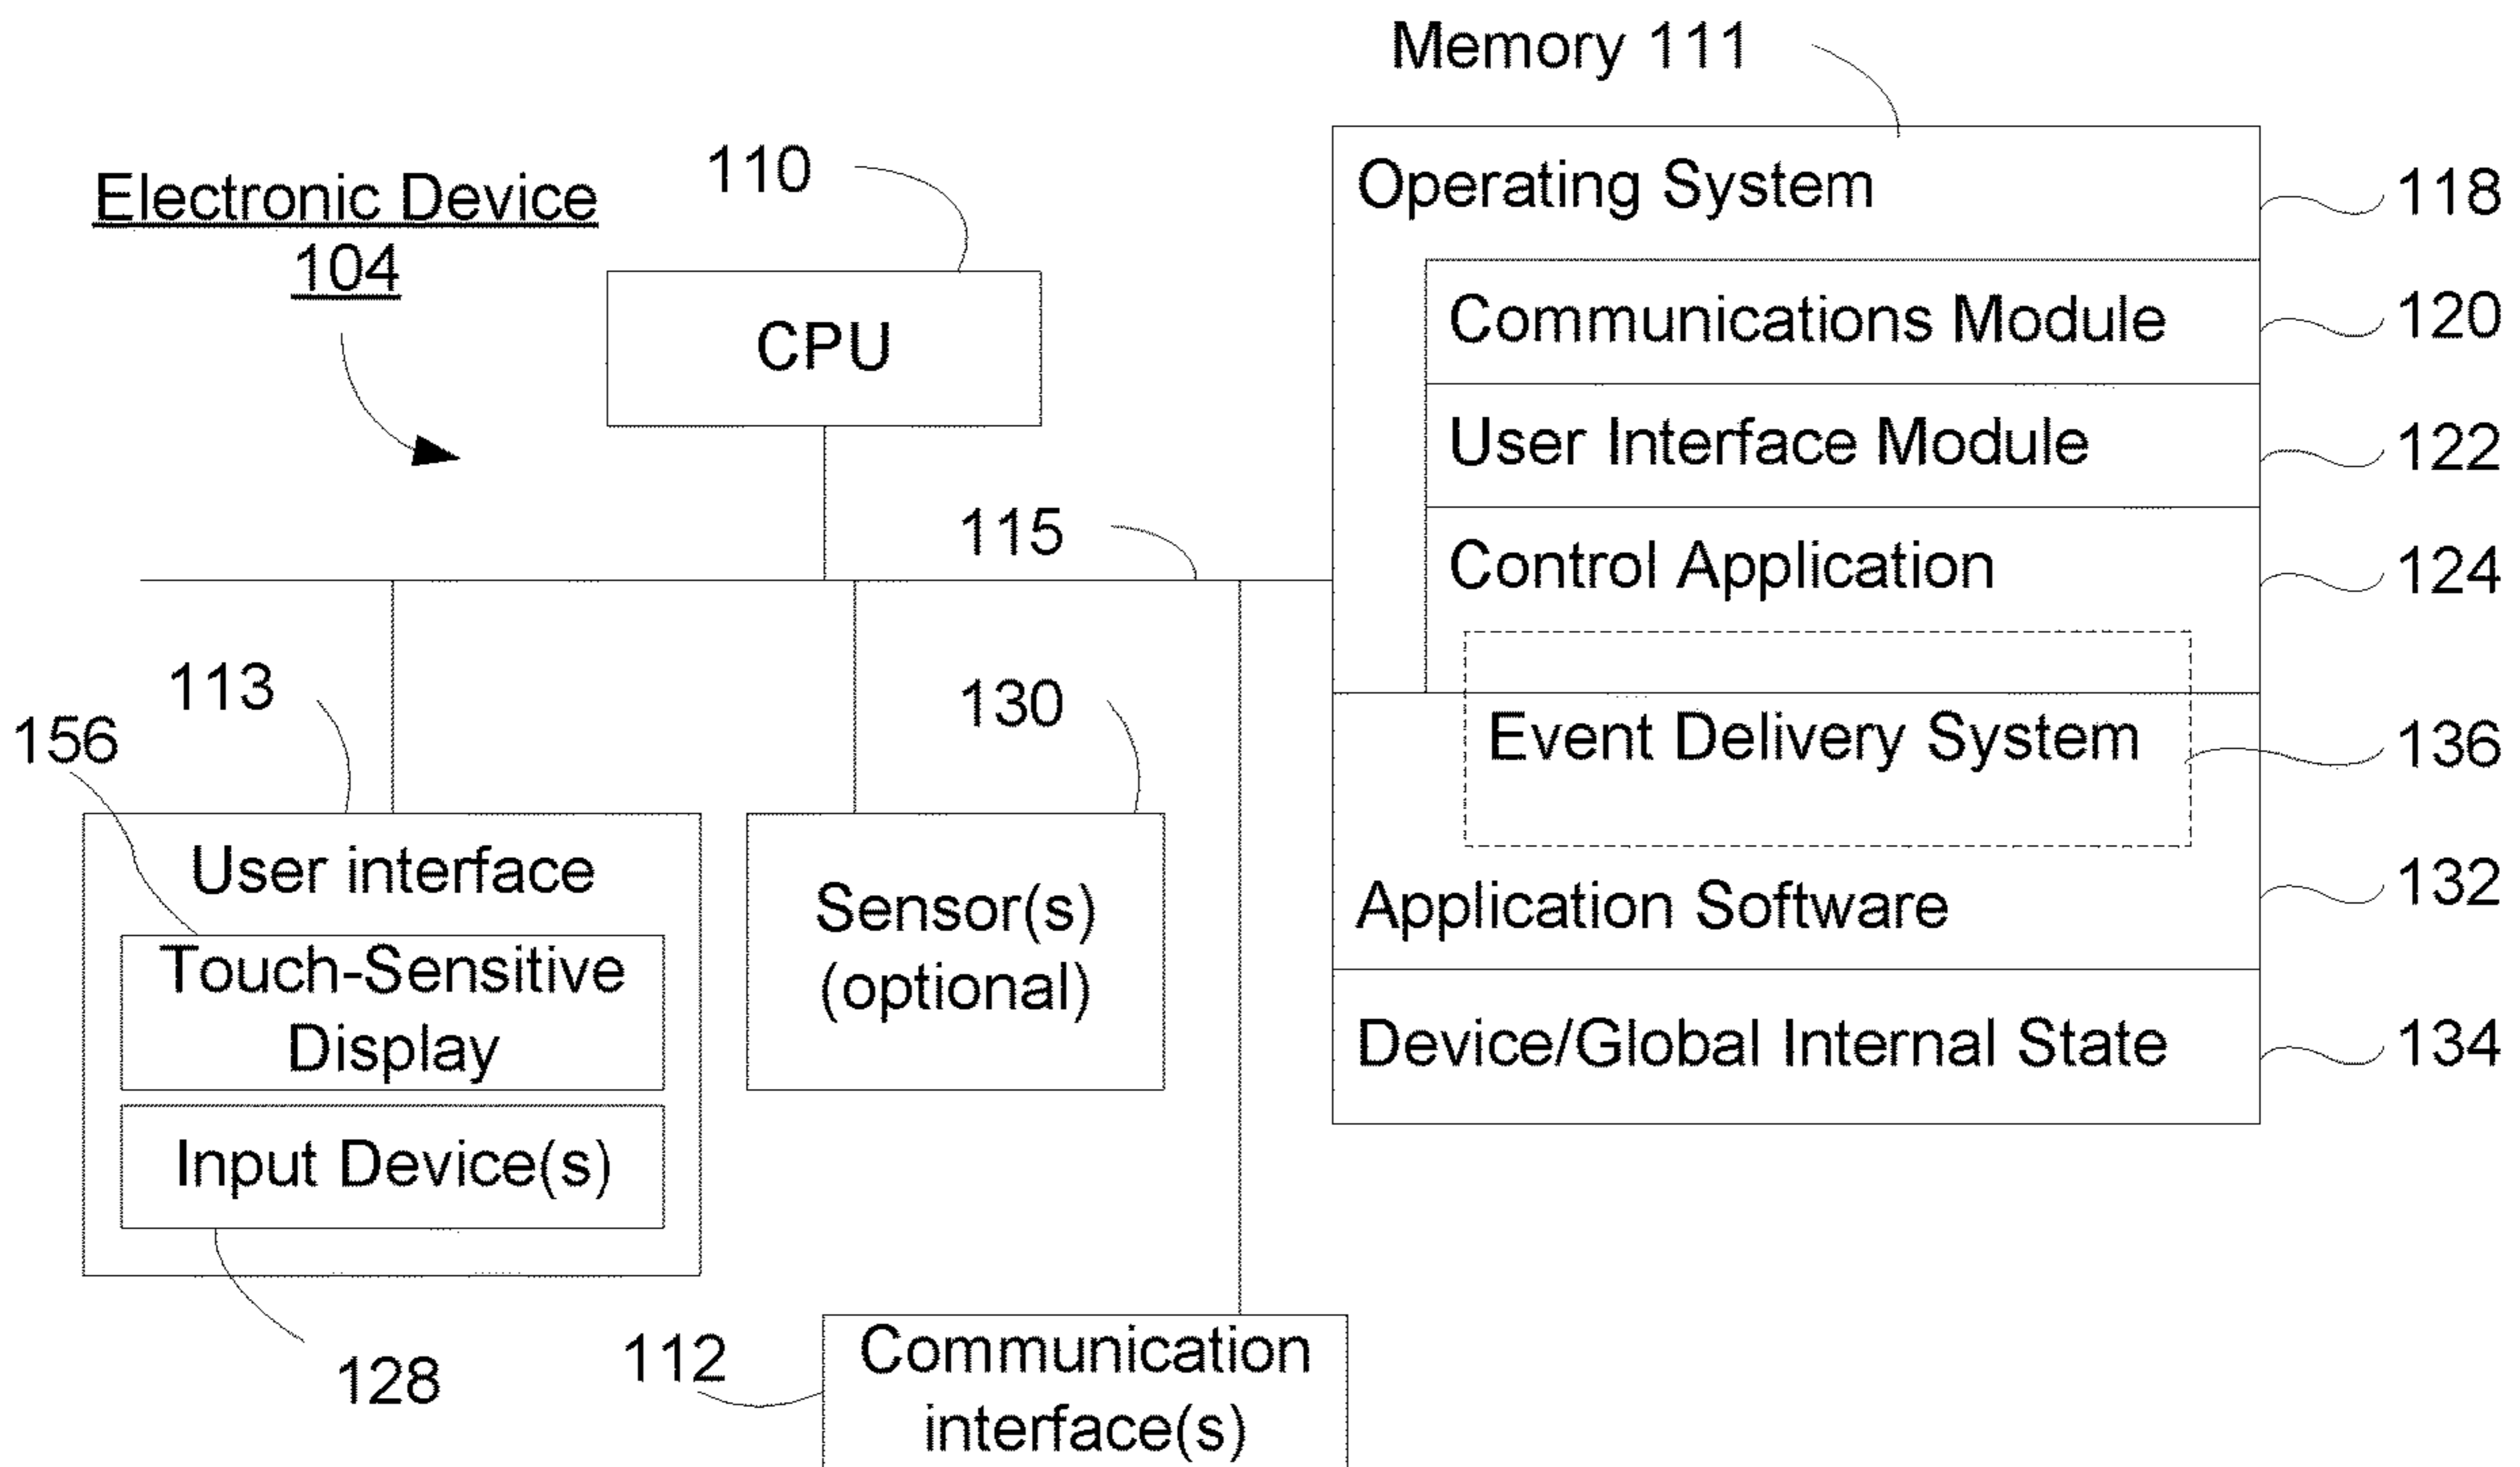 Memory 111
Electronic Device
104
110
CPU
115
Operating System
118
Communications Module
120
User Interface Module
122
Control Application
124
Event Delivery System
136
Application Software
132
Device/Global Internal State
134
113
156
User interface
Touch-Sensitive
Display
Input Device(s)
128
130
Sensor(s)
(optional)
112
Communication
interface(s)